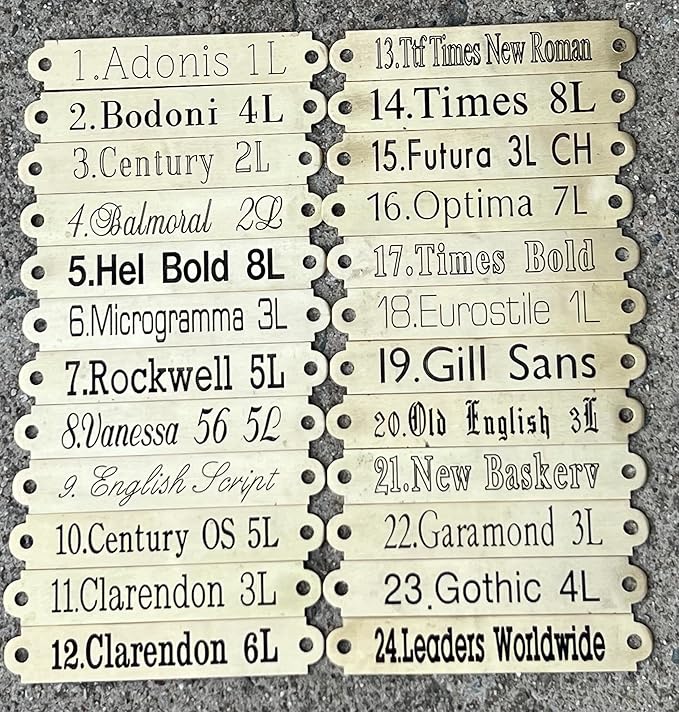 1.Adonis 1L
2.Bodoni 4L
3.Century 2L
4.Balmoral 2L
5.Hel Bold 8L
6.Microgramma 3L
7.Rockwell 5L
8.Vanessa 56 5L
9. English Script
10.Century OS 5L
11.Clarendon 3L
12.Clarendon 6L
13.Ttf Times New Roman
14.Times 8L
15.Futura 3L CH
16.Optima 7L
17.Times Bold
18.Eurostile 1L
19.Gill Sans
20.Old English 3L
21.New Baskerv
22.Garamond 3L
23.Gothic 4L
24.Leaders Worldwide